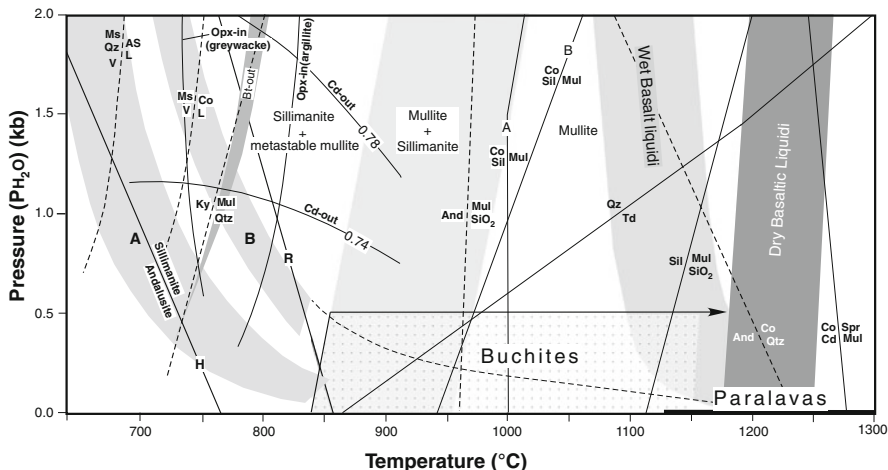 2.0
1.5
1.0
0.5
0.0
Pressure (PH₂O) (kb)
700
800
900
1000
1100
1200
1300
Temperature (°C)
Ms
Qz
V
AS
L
Opx-in
(greywacke)
Bt-out
Opx-in(argillite)
Cd-out
0.78
Ms
V
Co
L
Sillimanite
+
metastable mullite
Mullite
+
Sillimanite
A
Co
Sil
Mul
B
Co
Sil
Mul
Mullite
Wet Basalt liquidi
Dry Basaltic Liquidi
Ky
Mul
Qtz
Cd-out
0.74
And
Mul
SiO₂
Qz
Td
A
B
R
Sillimanite
Andalusite
H
Sil
Mul
SiO₂
And
Co
Qtz
Co
Cd
Spr
Mul
Buchites
Paralavas